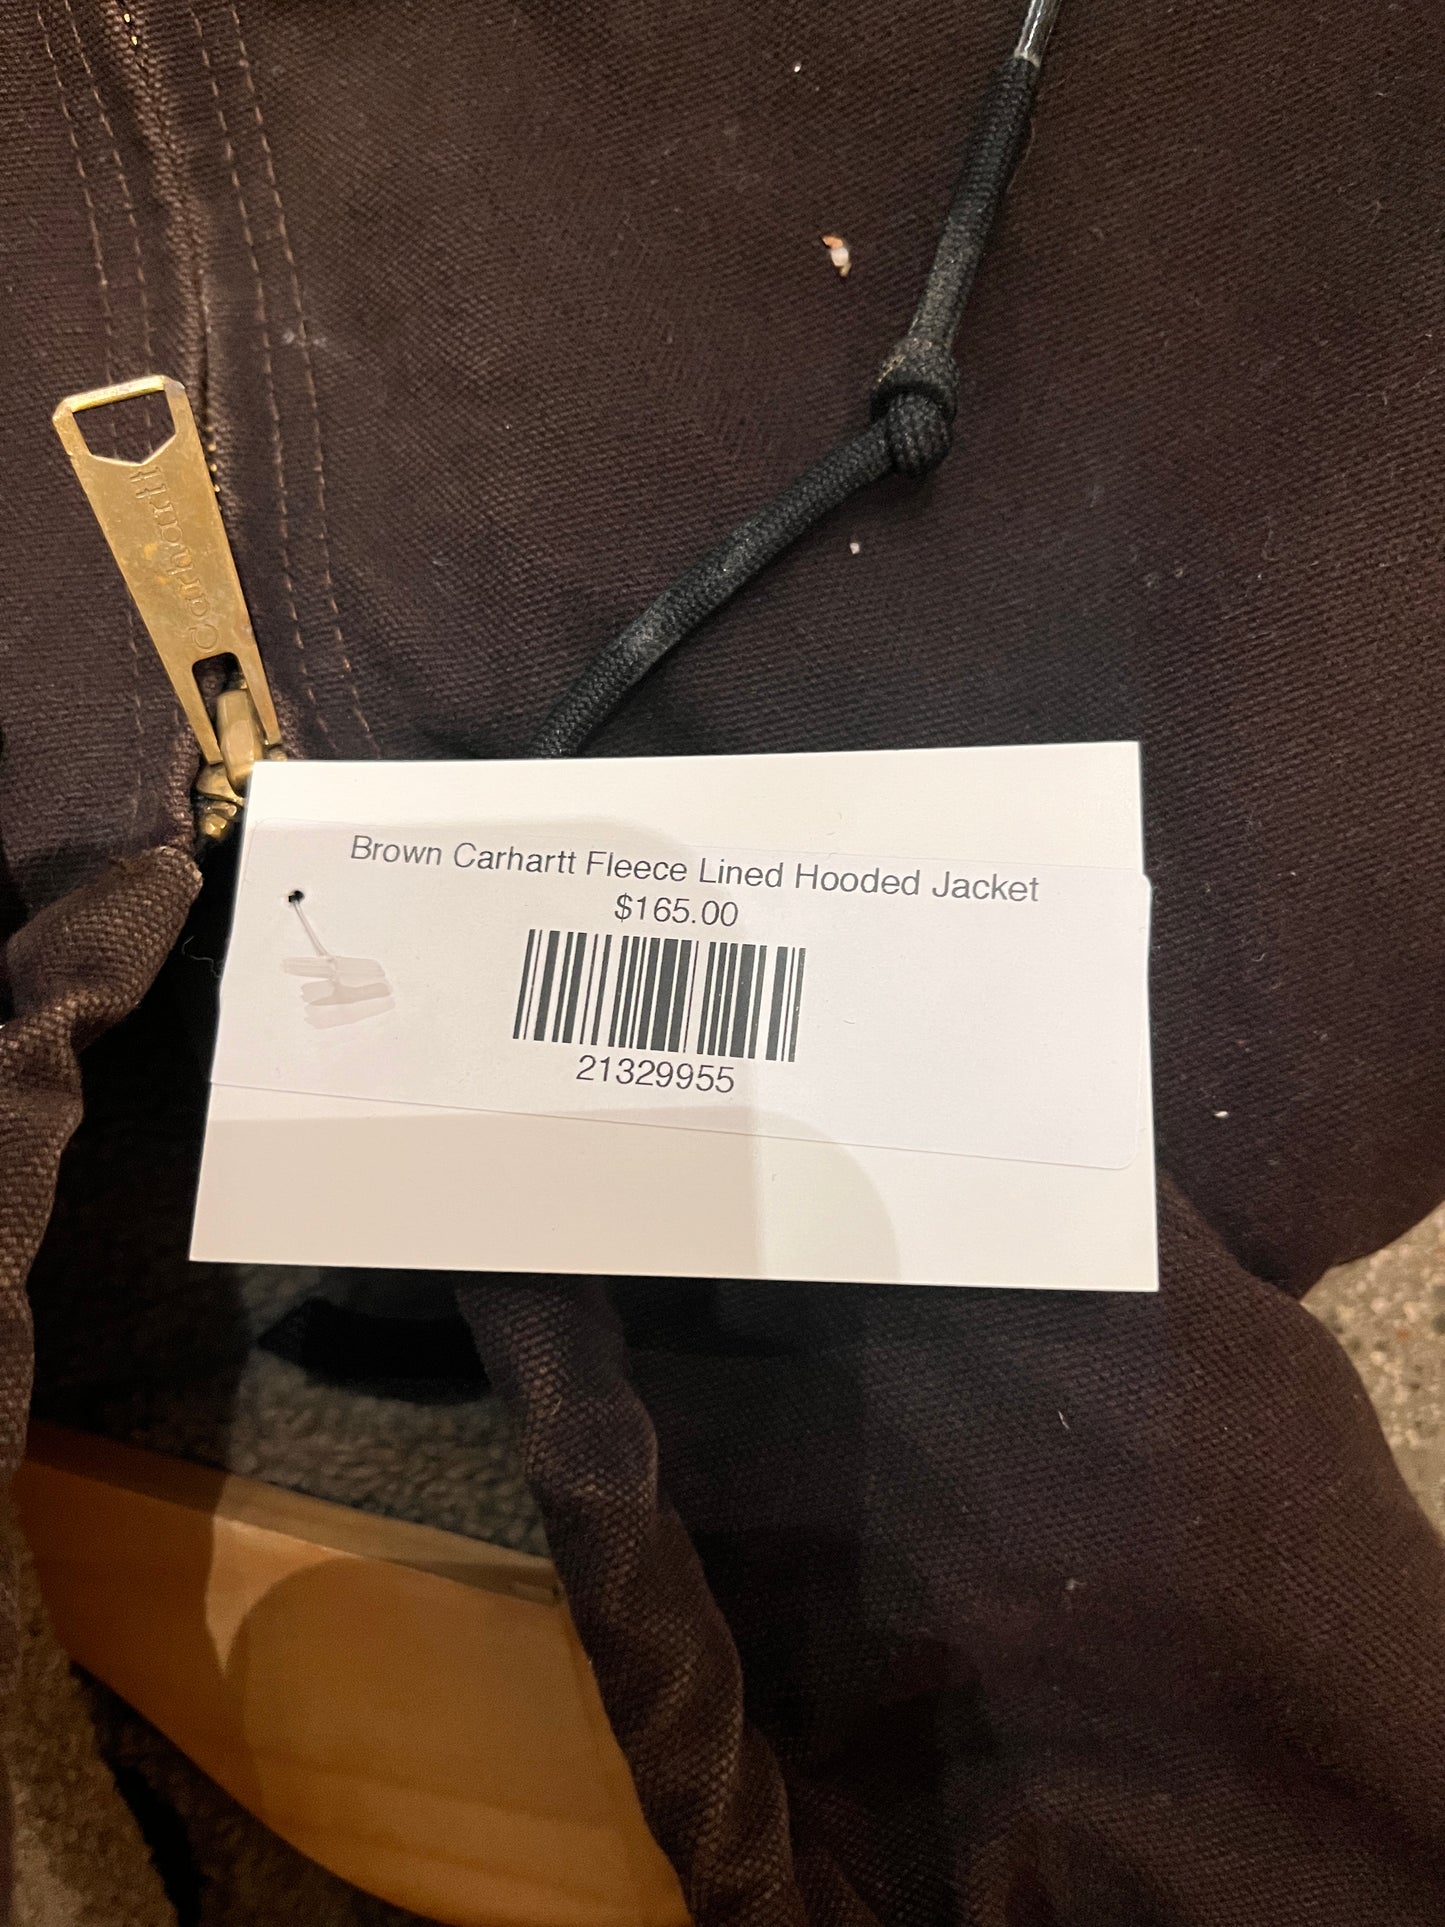 Carhartt
Brown Carhartt Fleece Lined Hooded Jacket
$165.00
21329955